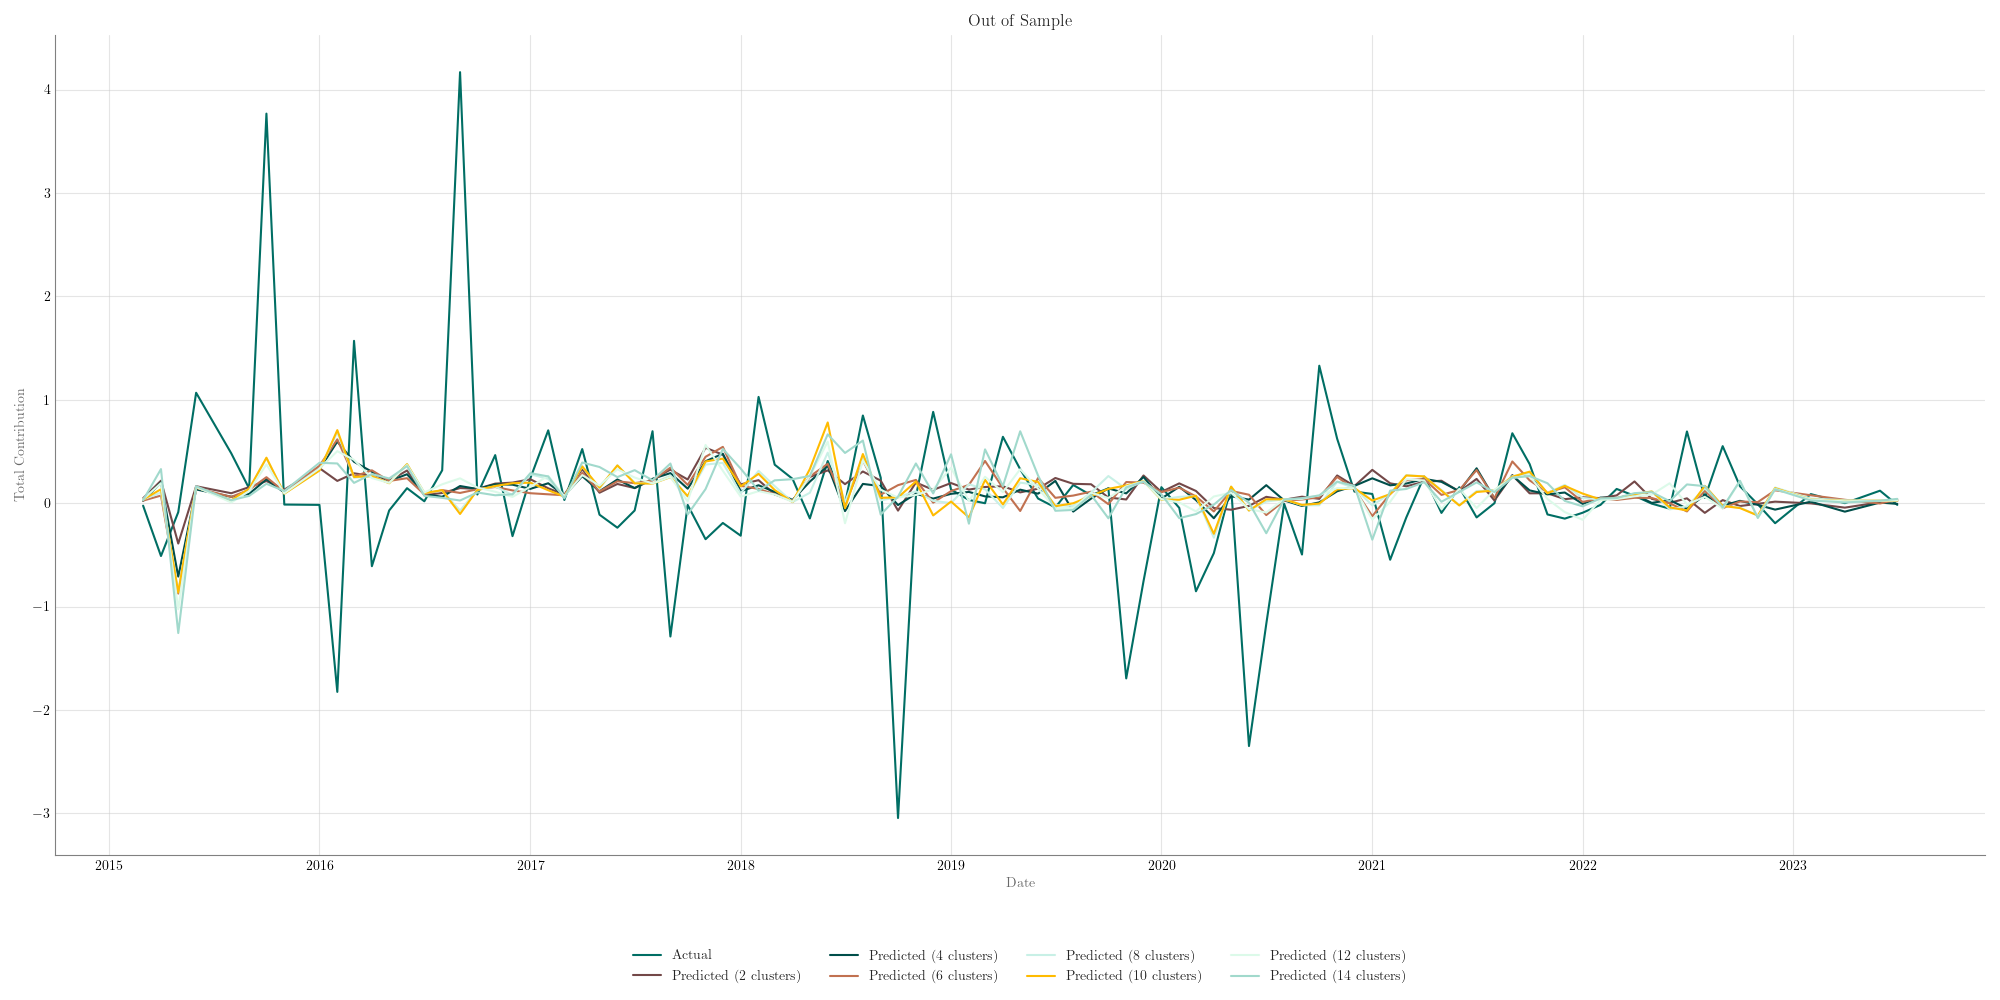 Out of Sample
Total Contribution
4
3
2
1
0
−1
−2
−3
2015 2016 2017 2018 2019 2020 2021 2022 2023
Date
Actual Predicted (4 clusters) Predicted (8 clusters) Predicted (12 clusters)
Predicted (2 clusters) Predicted (6 clusters) Predicted (10 clusters) Predicted (14 clusters)